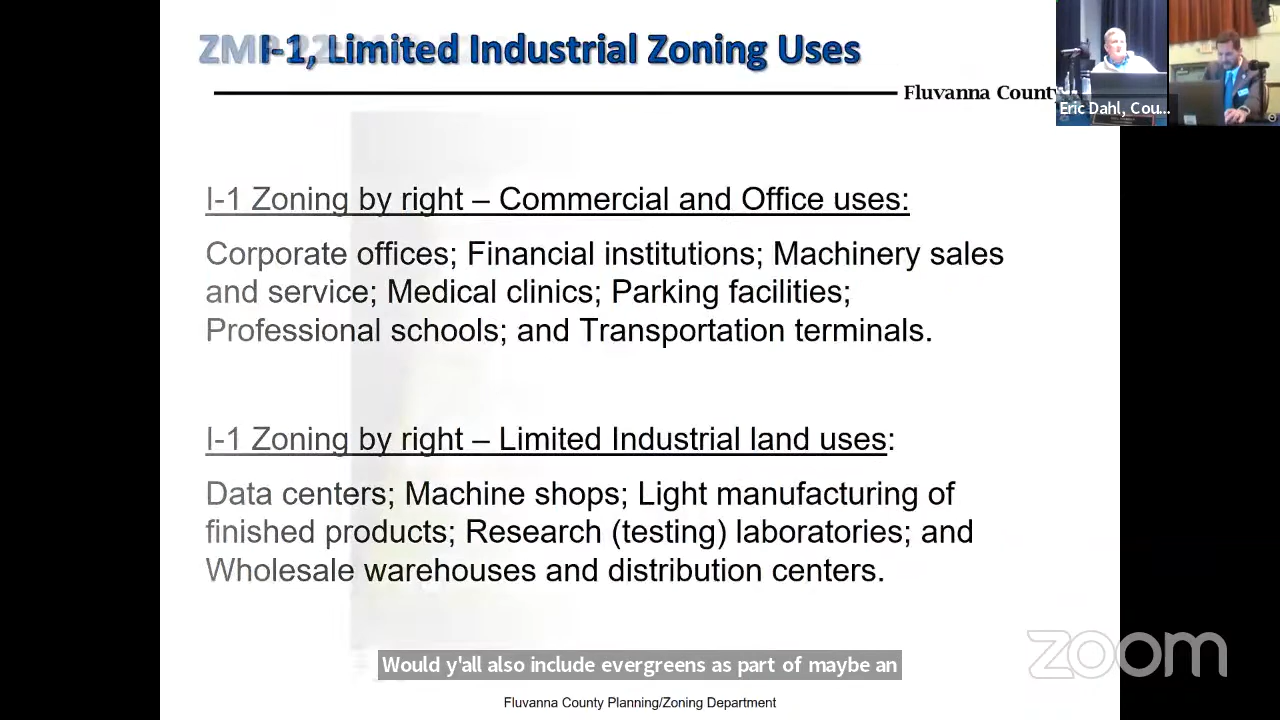 I-1, Limited Industrial Zoning Uses
Fluvanna County
Eric Dahl, Cou...
I-1 Zoning by right – Commercial and Office uses:
Corporate offices; Financial institutions; Machinery sales
and service; Medical clinics; Parking facilities;
Professional schools; and Transportation terminals.
I-1 Zoning by right – Limited Industrial land uses:
Data centers; Machine shops; Light manufacturing of
finished products; Research (testing) laboratories; and
Wholesale warehouses and distribution centers.
Would y'all also include evergreens as part of maybe an
zoom
Fluvanna County Planning/Zoning Department